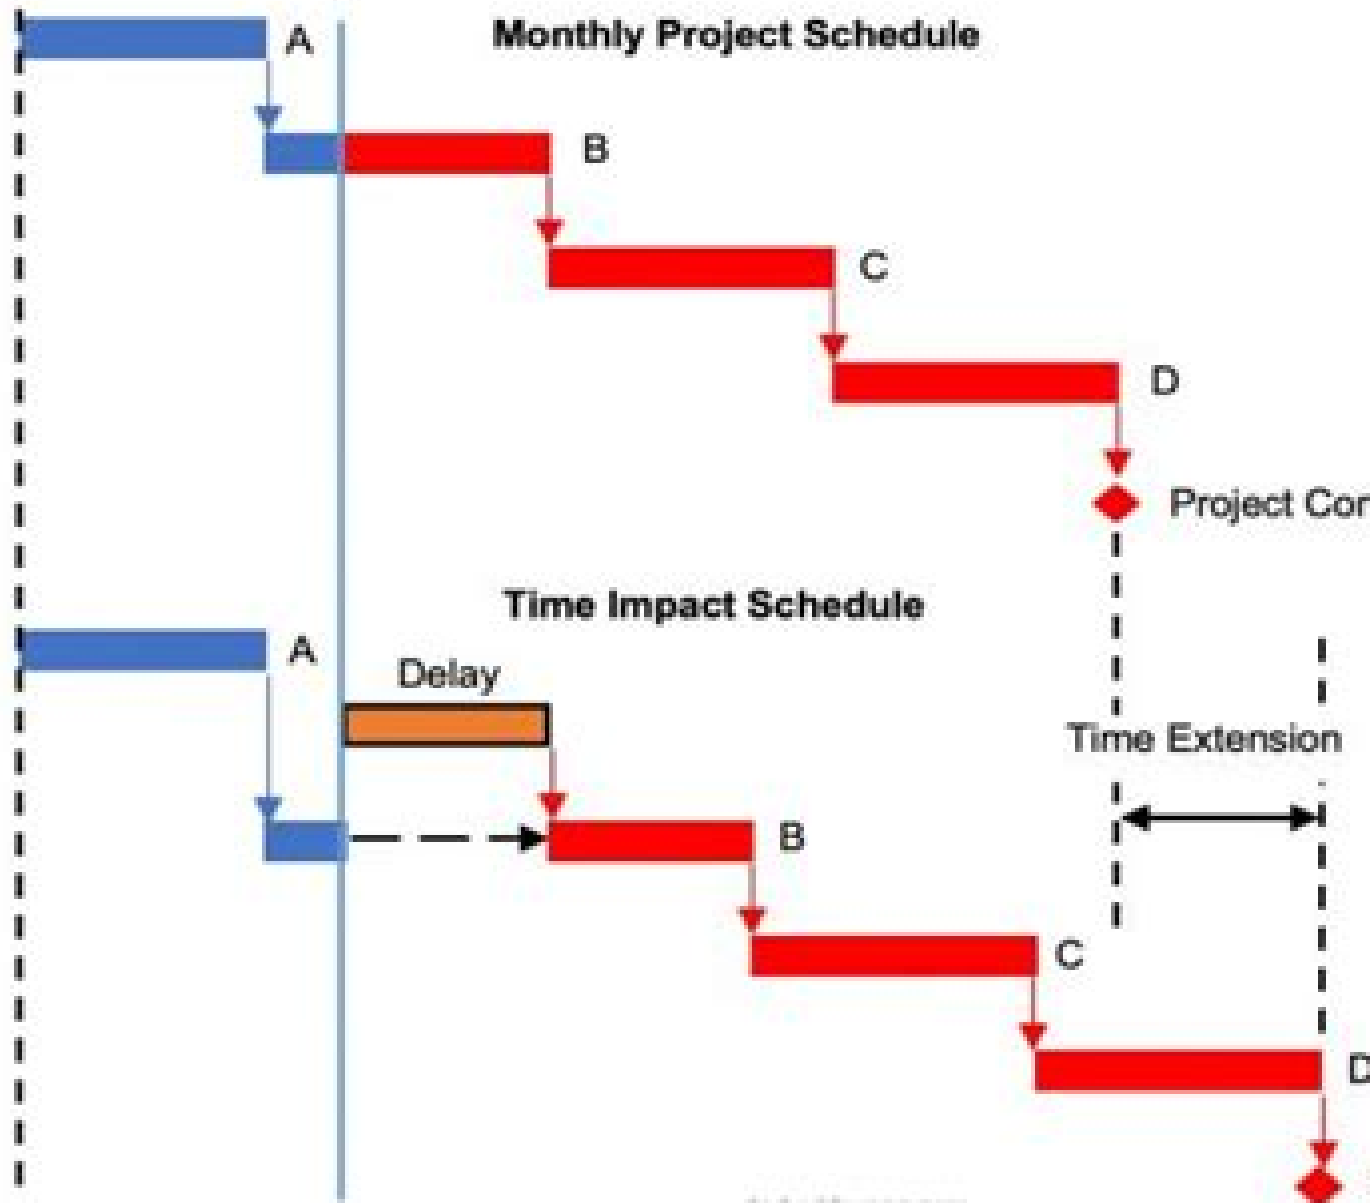 Monthly Project Schedule
A
B
C
D
Project Cor
Time Impact Schedule
A
Delay
Time Extension
B
C
D